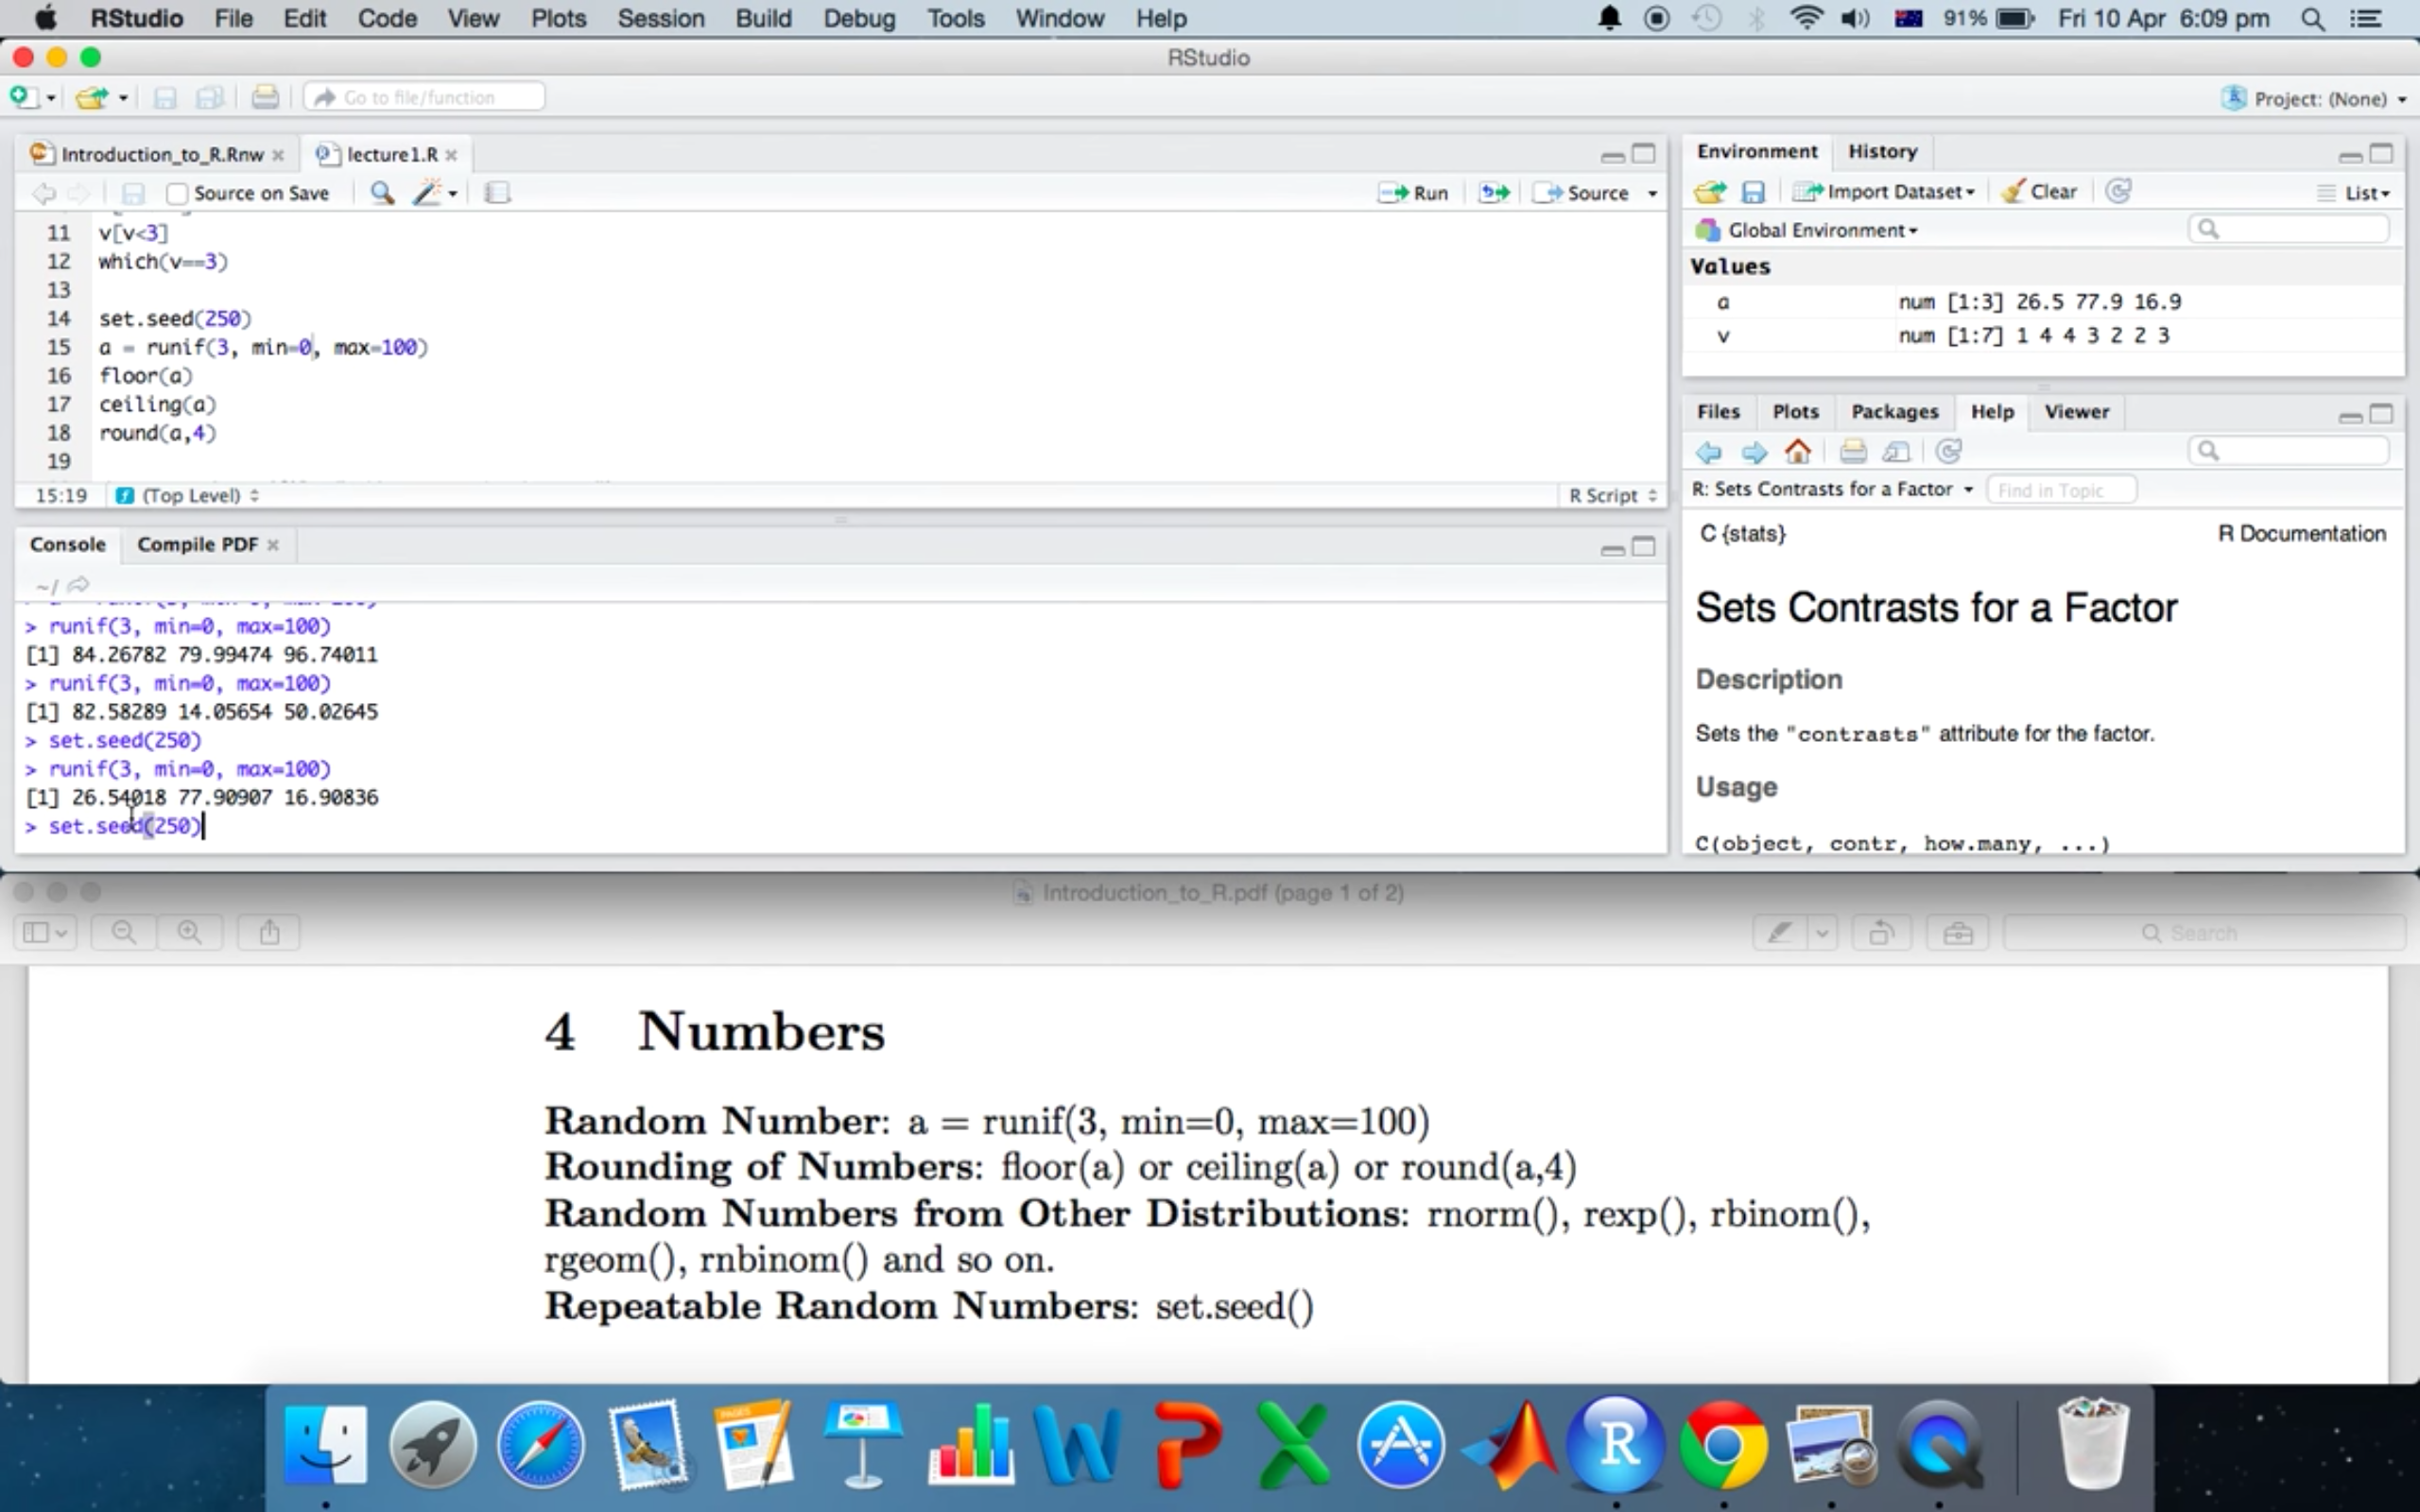 RStudio File Edit Code View Plots Session Build Debug Tools Window Help 91% Fri 10 Apr 6:09 pm
RStudio
Go to file/function Project: (None)
Introduction_to_R.Rnw lecture1.R
Source on Save Run Source
11 v[v<3]
12 which(v==3)
13
14 set.seed(250)
15 a = runif(3, min=0, max=100)
16 floor(a)
17 ceiling(a)
18 round(a,4)
19
15:19 (Top Level) R Script
Console Compile PDF
~/
> runif(3, min=0, max=100)
[1] 84.26782 79.99474 96.74011
> runif(3, min=0, max=100)
[1] 82.58289 14.05654 50.02645
> set.seed(250)
> runif(3, min=0, max=100)
[1] 26.54018 77.90907 16.90836
> set.seed(250)
Environment History
Import Dataset Clear List
Global Environment
Values
a num [1:3] 26.5 77.9 16.9
v num [1:7] 1 4 4 3 2 2 3
Files Plots Packages Help Viewer
R: Sets Contrasts for a Factor Find in Topic
C {stats} R Documentation
Sets Contrasts for a Factor
Description
Sets the "contrasts" attribute for the factor.
Usage
C(object, contr, how.many, ...)
Introduction_to_R.pdf (page 1 of 2)
Search
4 Numbers
Random Number: a = runif(3, min=0, max=100)
Rounding of Numbers: floor(a) or ceiling(a) or round(a,4)
Random Numbers from Other Distributions: rnorm(), rexp(), rbinom(),
rgeom(), rnbinom() and so on.
Repeatable Random Numbers: set.seed()
PAGES
W P X R